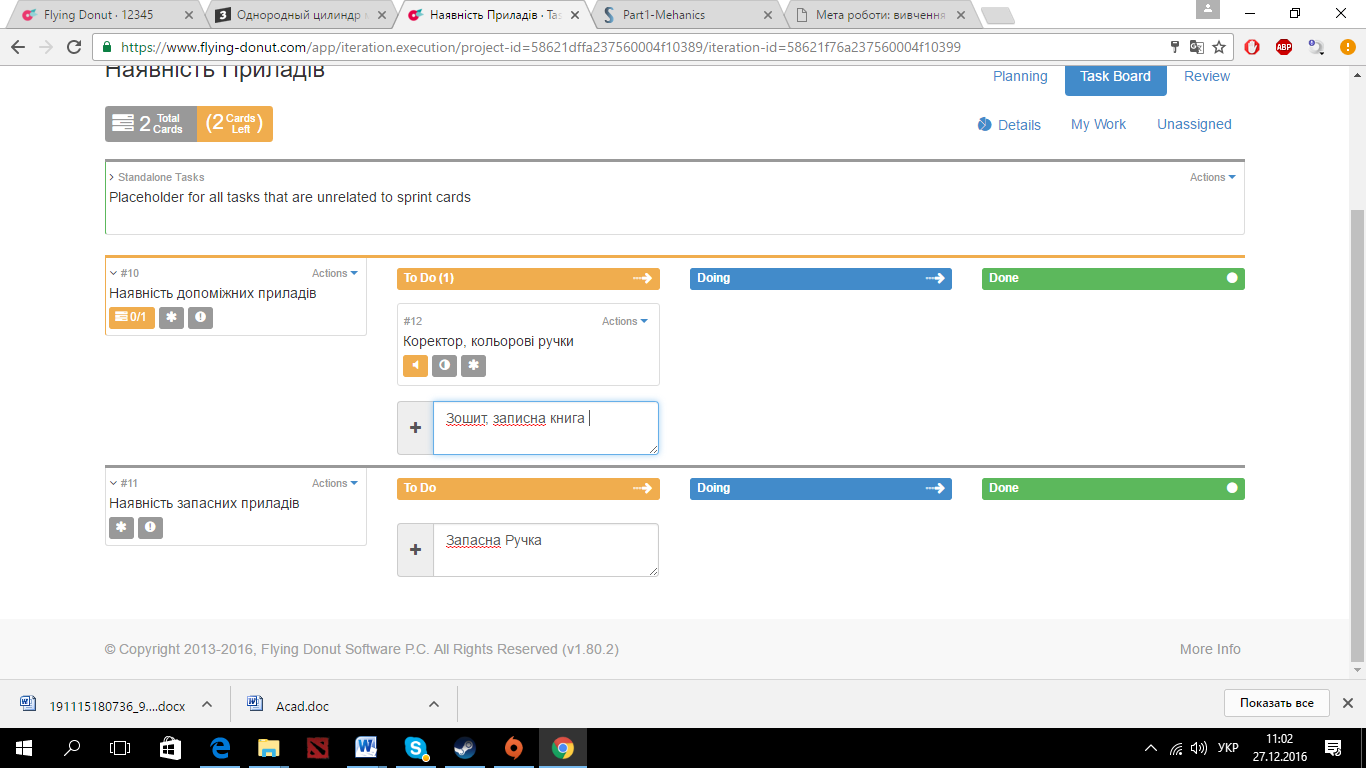 Flying Donut · 12345
Однородный цилиндр м
Наявність Приладів · Tas
Part1-Mehanics
Мета роботи: вивчення
https://www.flying-donut.com/app/iteration.execution/project-id=58621dffa237560004f10389/iteration-id=58621f76a237560004f10399
ABP
Наявність Приладів
Planning
Task Board
Review
2 Total Cards
(2 Cards Left)
Details
My Work
Unassigned
Standalone Tasks
Actions
Placeholder for all tasks that are unrelated to sprint cards
#10
Actions
Наявність допоміжних приладів
0/1
To Do (1)
Doing
Done
#12
Actions
Коректор, кольорові ручки
Зошит, записна книга
#11
Actions
Наявність запасних приладів
To Do
Doing
Done
Запасна Ручка
© Copyright 2013-2016, Flying Donut Software P.C. All Rights Reserved (v1.80.2)
More Info
191115180736_9....docx
Acad.doc
Показать все
УКР
11:02
27.12.2016